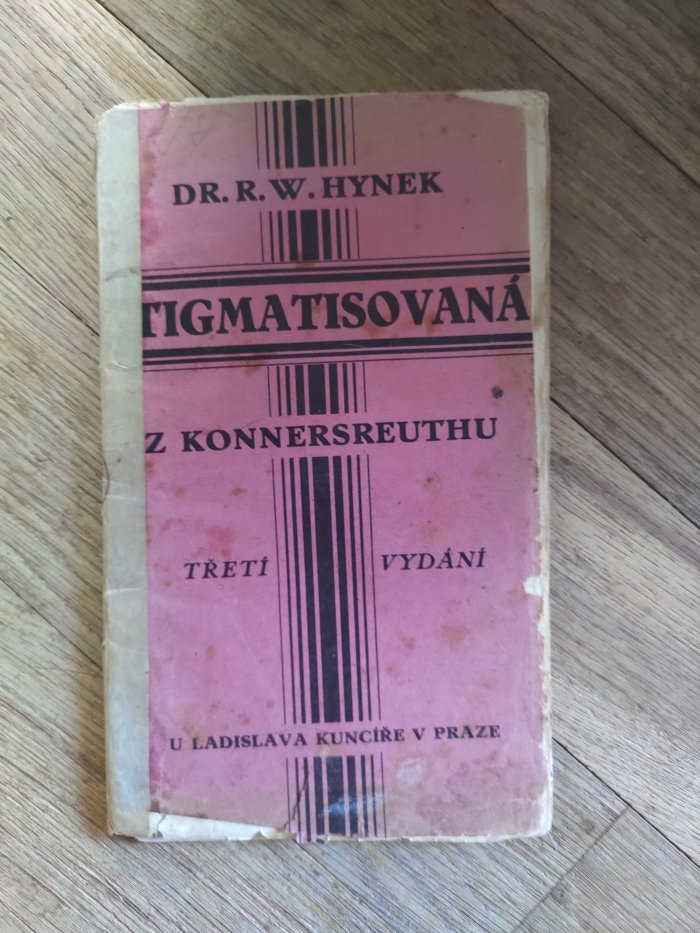 DR. R. W. HYNEK
TIGMATISOVANÁ
Z KONNERSREUTHU
TŘETÍ VYDÁNÍ
U LADISLAVA KUNCÍŘE V PRAZE